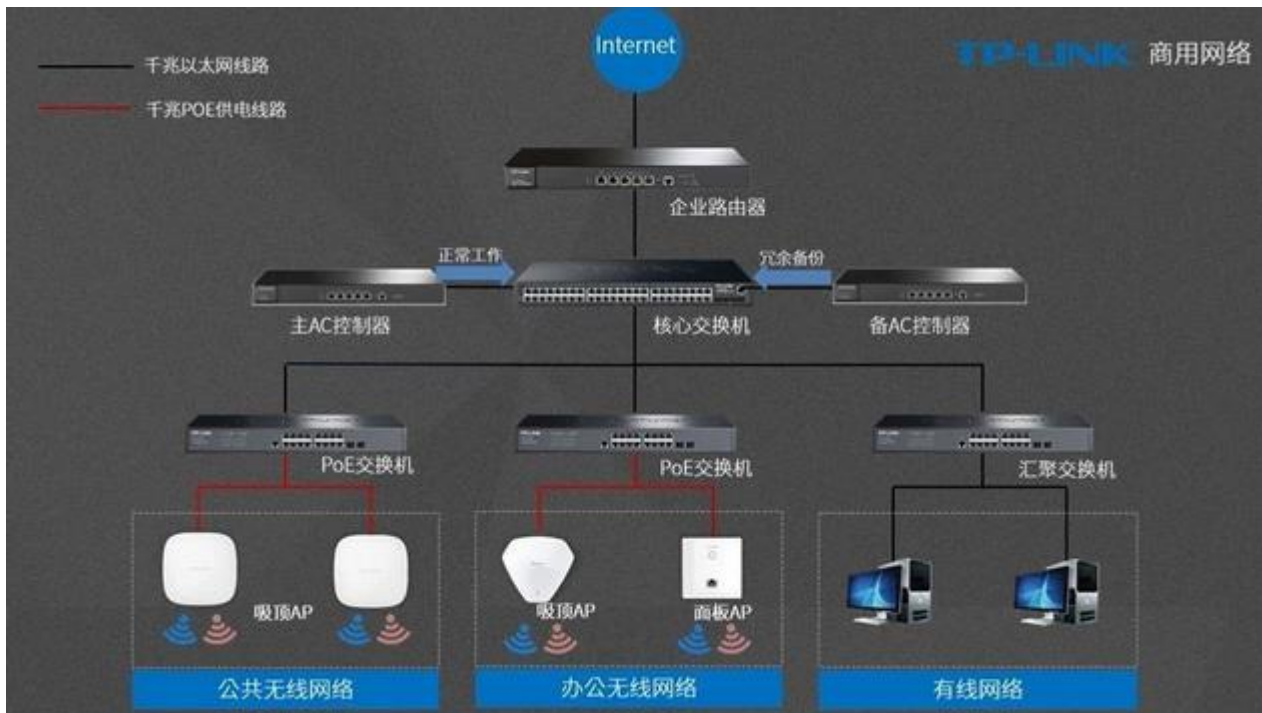 Internet
千兆以太网线路
TP-LINK 商用网络
千兆POE供电线路
企业路由器
正常工作
冗余备份
主AC控制器
核心交换机
备AC控制器
PoE交换机
PoE交换机
汇聚交换机
吸顶AP
吸顶AP
面板AP
公共无线网络
办公无线网络
有线网络